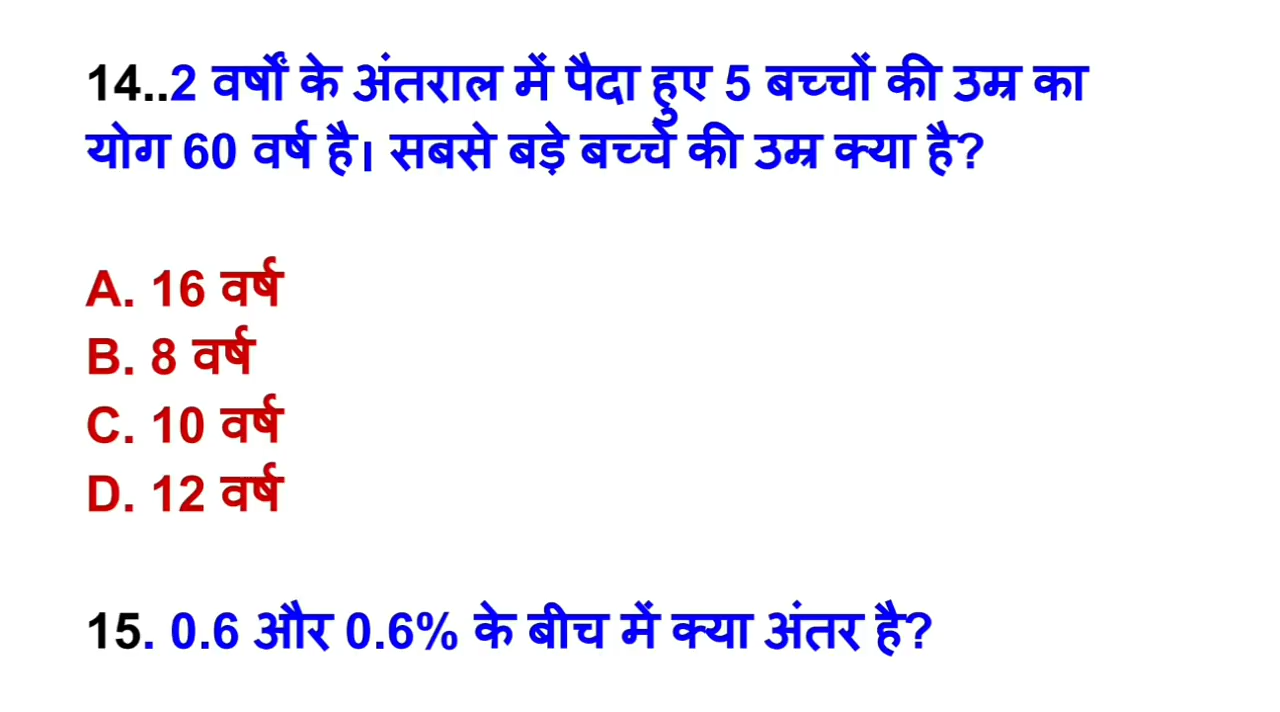 14..2 वर्षों के अंतराल में पैदा हुए 5 बच्चों की उम्र का
योग 60 वर्ष है। सबसे बड़े बच्चे की उम्र क्या है?
A. 16 वर्ष
B. 8 वर्ष
C. 10 वर्ष
D. 12 वर्ष
15. 0.6 और 0.6% के बीच में क्या अंतर है?